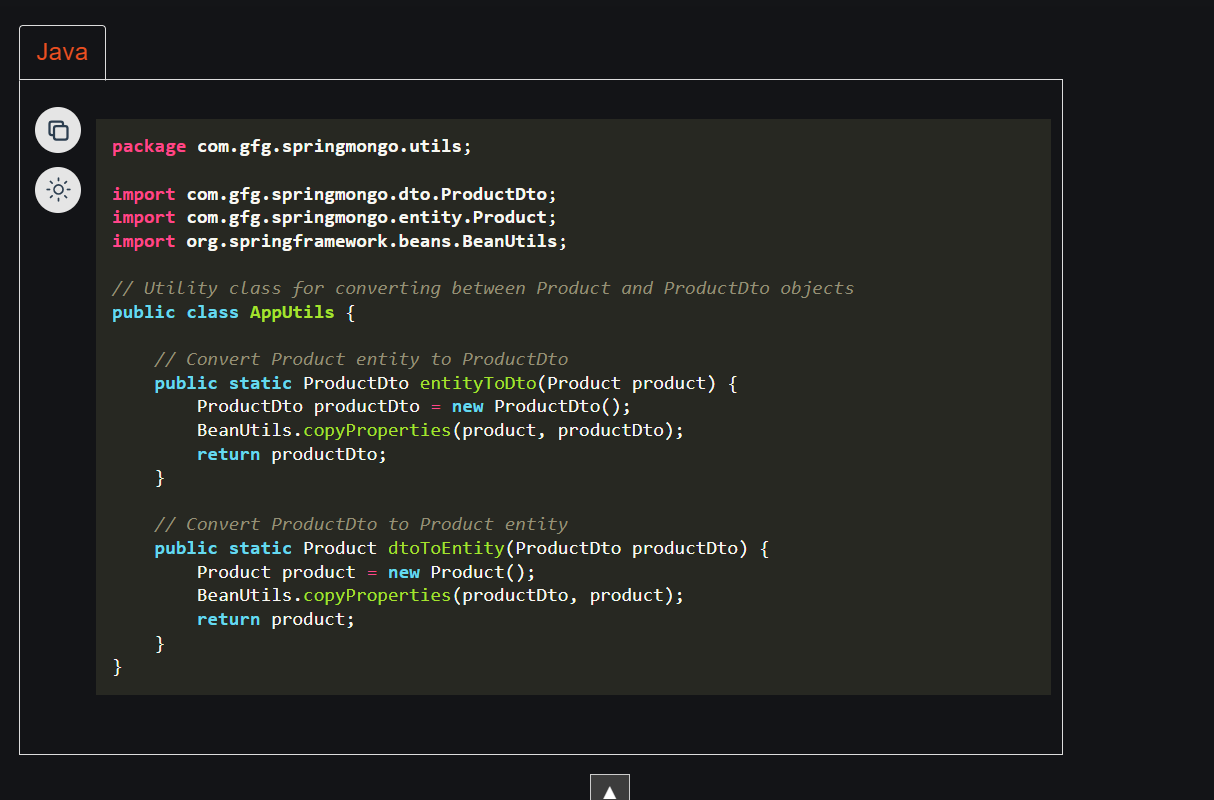 Java
package com.gfg.springmongo.utils;
import com.gfg.springmongo.dto.ProductDto;
import com.gfg.springmongo.entity.Product;
import org.springframework.beans.BeanUtils;
// Utility class for converting between Product and ProductDto objects
public class AppUtils {
    // Convert Product entity to ProductDto
    public static ProductDto entityToDto(Product product) {
        ProductDto productDto = new ProductDto();
        BeanUtils.copyProperties(product, productDto);
        return productDto;
    }
    // Convert ProductDto to Product entity
    public static Product dtoToEntity(ProductDto productDto) {
        Product product = new Product();
        BeanUtils.copyProperties(productDto, product);
        return product;
    }
}